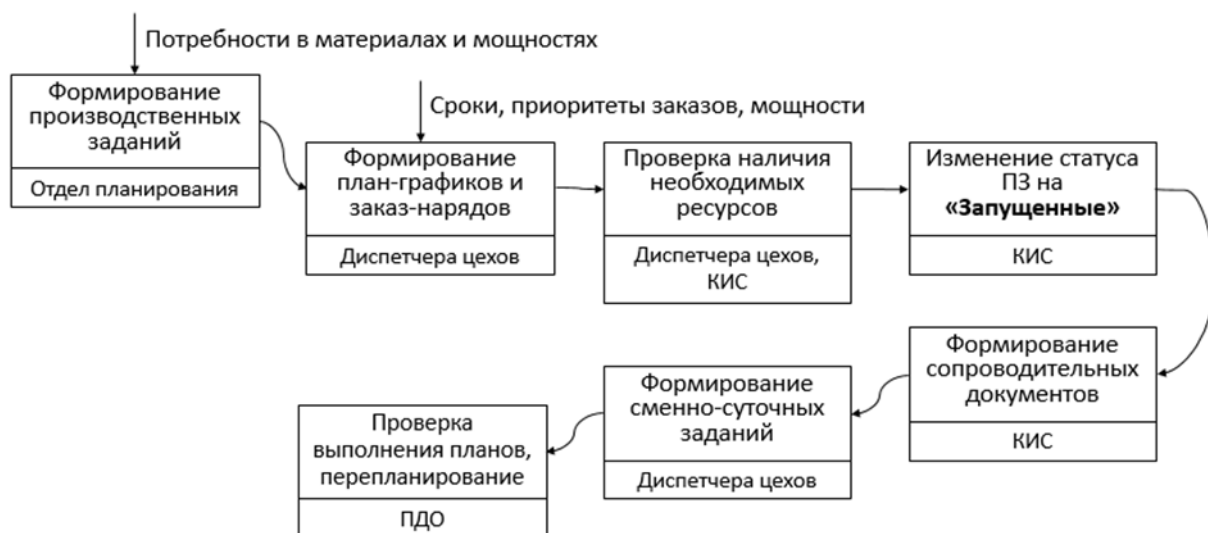 Потребности в материалах и мощностях
Формирование
производственных
заданий
Отдел планирования
Сроки, приоритеты заказов, мощности
Формирование
план-графиков и
заказ-нарядов
Диспетчера цехов
Проверка наличия
необходимых
ресурсов
Диспетчера цехов,
КИС
Изменение статуса
ПЗ на
«Запущенные»
КИС
Формирование
сопроводительных
документов
КИС
Формирование
сменно-суточных
заданий
Диспетчера цехов
Проверка
выполнения планов,
перепланирование
ПДО